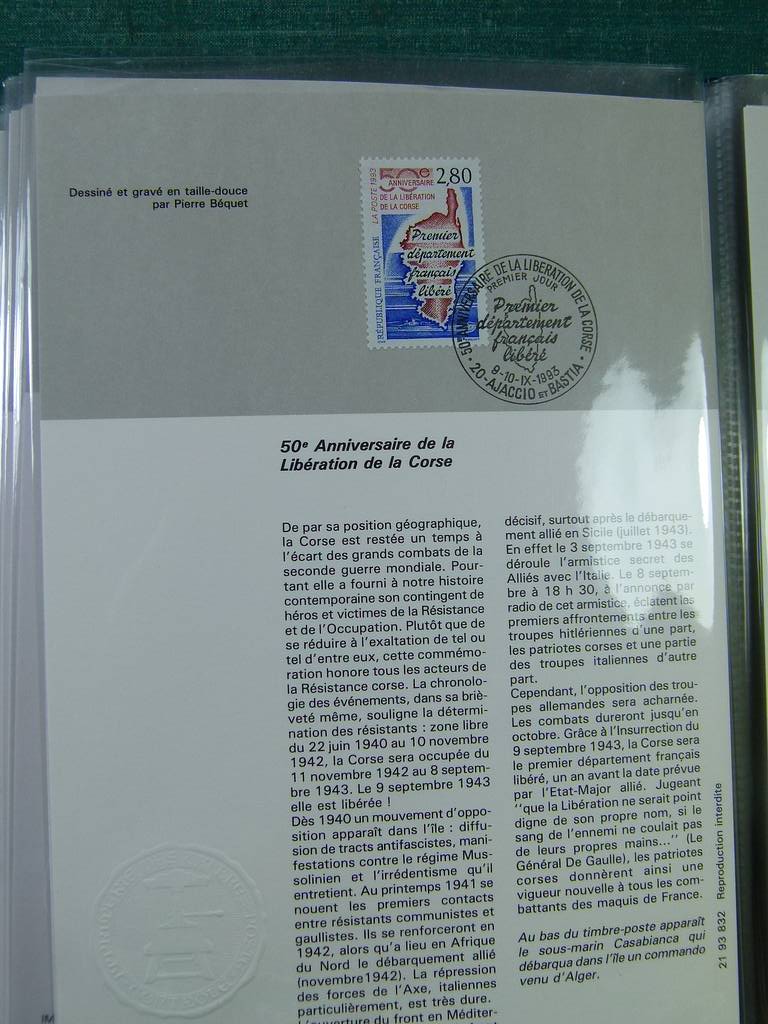 Dessiné et gravé en taille-douce
par Pierre Béquet
LA POSTE 1993
50e
ANNIVERSAIRE
DE LA LIBÉRATION
DE LA CORSE
2,80
RÉPUBLIQUE FRANÇAISE
Premier
département
français
libéré
50e ANNIVERSAIRE DE LA LIBERATION DE LA CORSE
PREMIER JOUR
Premier
département
français
libéré
9-10-IX-1993
20-AJACCIO ET BASTIA
50e Anniversaire de la
Libération de la Corse
De par sa position géographique,
la Corse est restée un temps à
l'écart des grands combats de la
seconde guerre mondiale. Pour-
tant elle a fourni à notre histoire
contemporaine son contingent de
héros et victimes de la Résistance
et de l'Occupation. Plutôt que de
se réduire à l'exaltation de tel ou
tel d'entre eux, cette commémo-
ration honore tous les acteurs de
la Résistance corse. La chronolo-
gie des événements, dans sa briè-
veté même, souligne la détermi-
nation des résistants : zone libre
du 22 juin 1940 au 10 novembre
1942, la Corse sera occupée du
11 novembre 1942 au 8 septem-
bre 1943. Le 9 septembre 1943
elle est libérée !
Dès 1940 un mouvement d'oppo-
sition apparaît dans l'île : diffu-
sion de tracts antifascistes, mani-
festations contre le régime Mus-
solinien et l'irrédentisme qu'il
entretient. Au printemps 1941 se
nouent les premiers contacts
entre résistants communistes et
gaullistes. Ils se renforceront en
1942, alors qu'a lieu en Afrique
du Nord le débarquement allié
(novembre 1942). La répression
des forces de l'Axe, italiennes
particulièrement, est très dure.
L'ouverture du front en Méditer-
décisif, surtout après le débarque-
ment allié en Sicile (juillet 1943).
En effet le 3 septembre 1943 se
déroule l'armistice secret des
Alliés avec l'Italie. Le 8 septem-
bre à 18 h 30, à l'annonce par
radio de cet armistice, éclatent les
premiers affrontements entre les
troupes hitlériennes d'une part,
les patriotes corses et une partie
des troupes italiennes d'autre
part.
Cependant, l'opposition des trou-
pes allemandes sera acharnée.
Les combats dureront jusqu'en
octobre. Grâce à l'Insurrection du
9 septembre 1943, la Corse sera
le premier département français
libéré, un an avant la date prévue
par l'Etat-Major allié. Jugeant
"que la Libération ne serait point
digne de son propre nom, si le
sang de l'ennemi ne coulait pas
de leurs propres mains..." (Le
Général De Gaulle), les patriotes
corses donnèrent ainsi une
vigueur nouvelle à tous les com-
battants des maquis de France.
Au bas du timbre-poste apparaît
le sous-marin Casabianca qui
débarqua dans l'île un commando
venu d'Alger.
21 93 832 Reproduction interdite